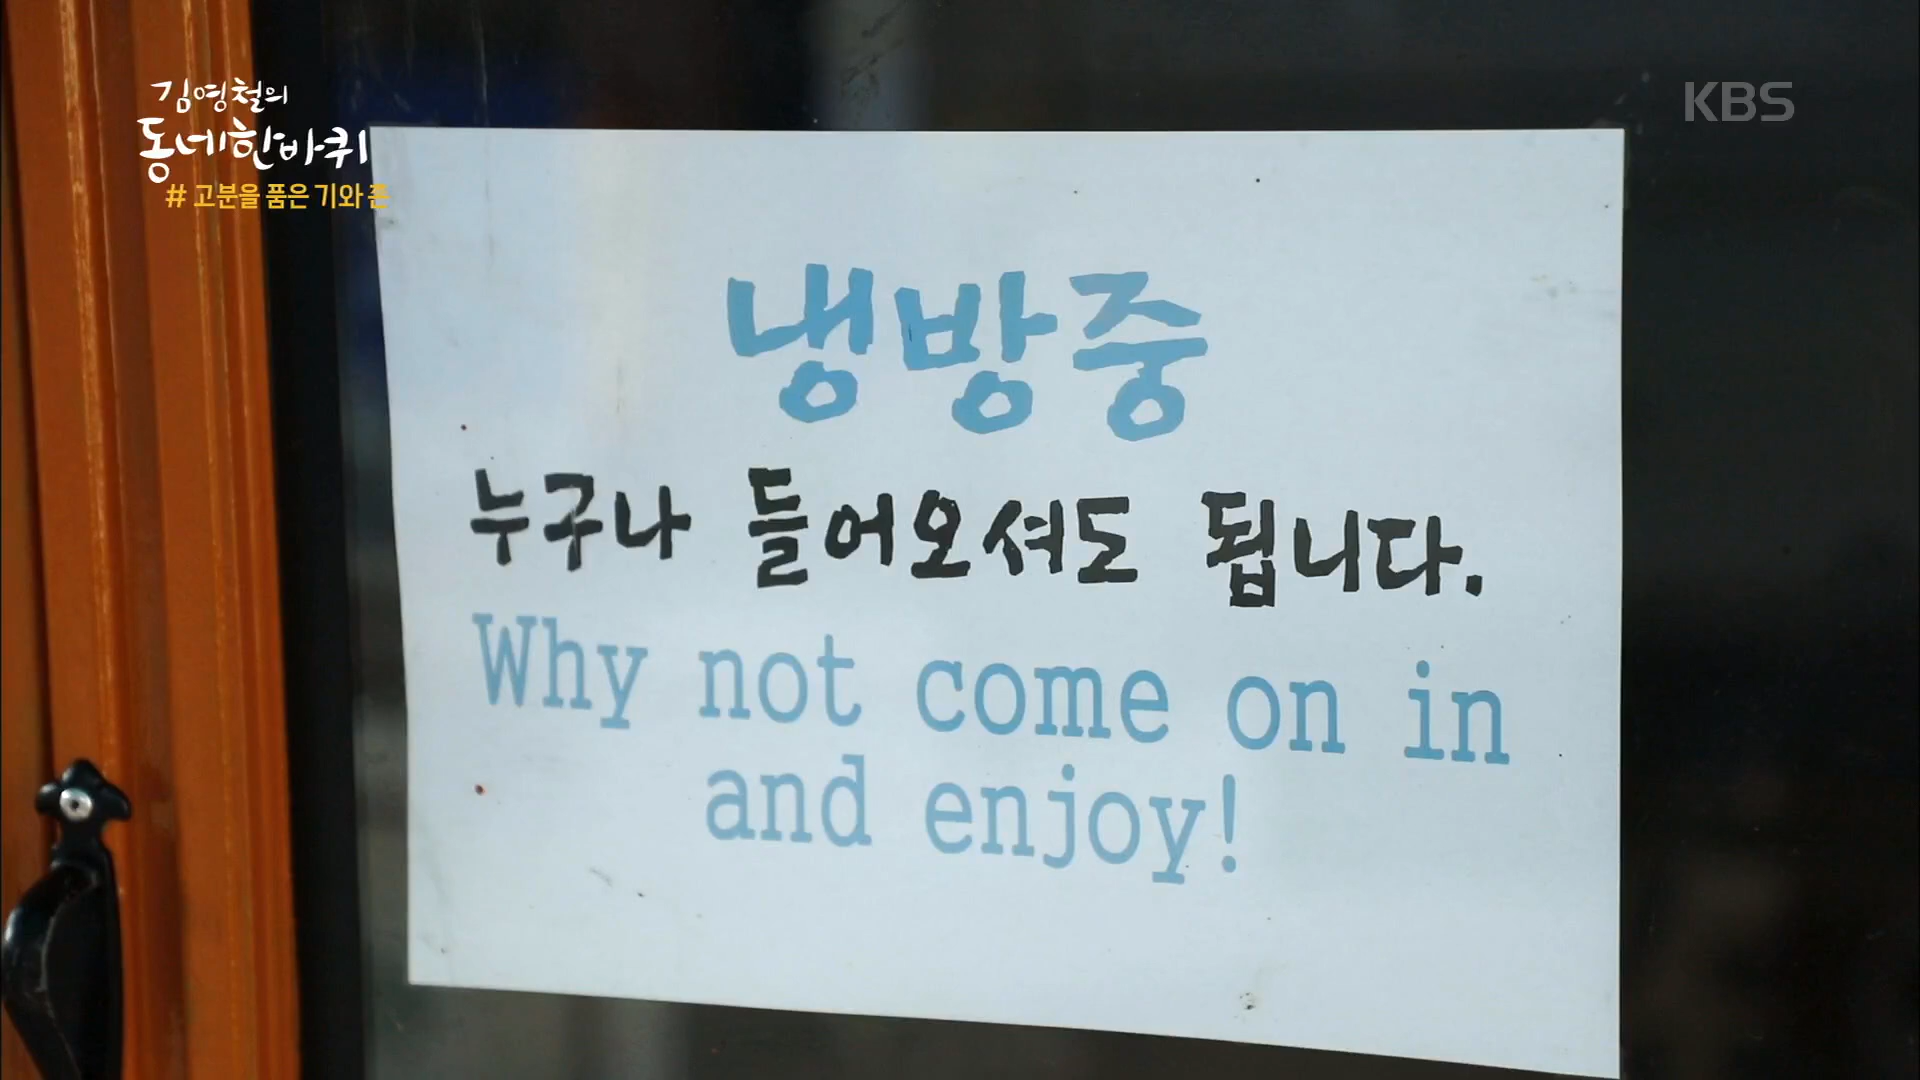 김영철의
동네한바퀴
# 고분을 품은 기와 촌
KBS
냉방중
누구나 들어오셔도 됩니다.
Why not come on in
and enjoy!